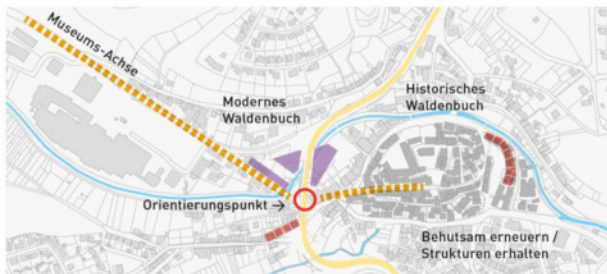 Museums-Achse
Modernes
Waldenbuch
Historisches
Waldenbuch
Orientierungspunkt →
Behutsam erneuern /
Strukturen erhalten